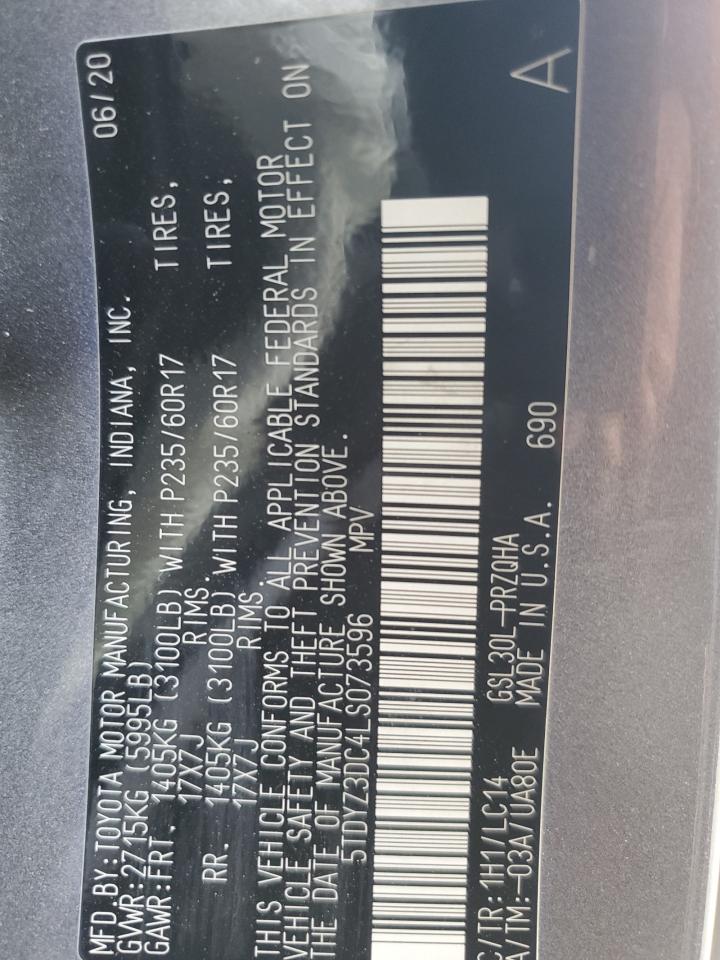 MFD.BY:TOYOTA MOTOR MANUFACTURING, INDIANA, INC. 06/20
GVWR:2715KG (5995LB)
GAWR:FRT. 1405KG (3100LB) WITH P235/60R17 TIRES,
17X7J RIMS.
RR. 1405KG (3100LB) WITH P235/60R17 TIRES,
17X7J RIMS.
THIS VEHICLE CONFORMS TO ALL APPLICABLE FEDERAL MOTOR
VEHICLE SAFETY AND THEFT PREVENTION STANDARDS IN EFFECT ON
THE DATE OF MANUFACTURE SHOWN ABOVE.
5TDYZ3DC4LS073596 MPV
C/TR:1H1/LC14 GSL30L-PRZQHA
A/TM:-03A/UA80E MADE IN U.S.A. 690 A